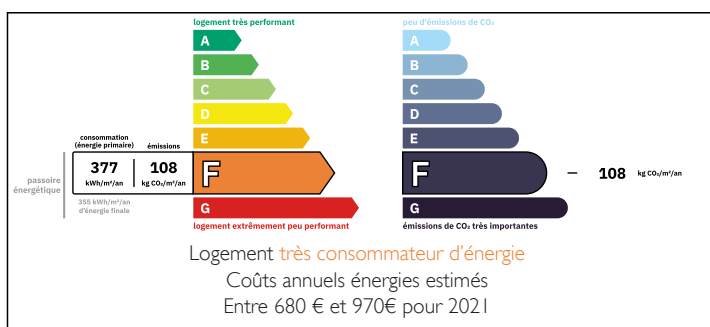 logement très performant
A
B
C
D
E
consommation
(énergie primaire)
émissions
377
kWh/m²/an
108
kg CO₂/m²/an
F
passoire
énergétique
355 kWh/m²/an
d'énergie finale
G
logement extrêmement peu performant
peu d'émissions de CO₂
A
B
C
D
E
F
108 kg CO₂/m²/an
G
émissions de CO₂ très importantes
Logement très consommateur d'énergie
Coûts annuels énergies estimés
Entre 680 € et 970€ pour 2021